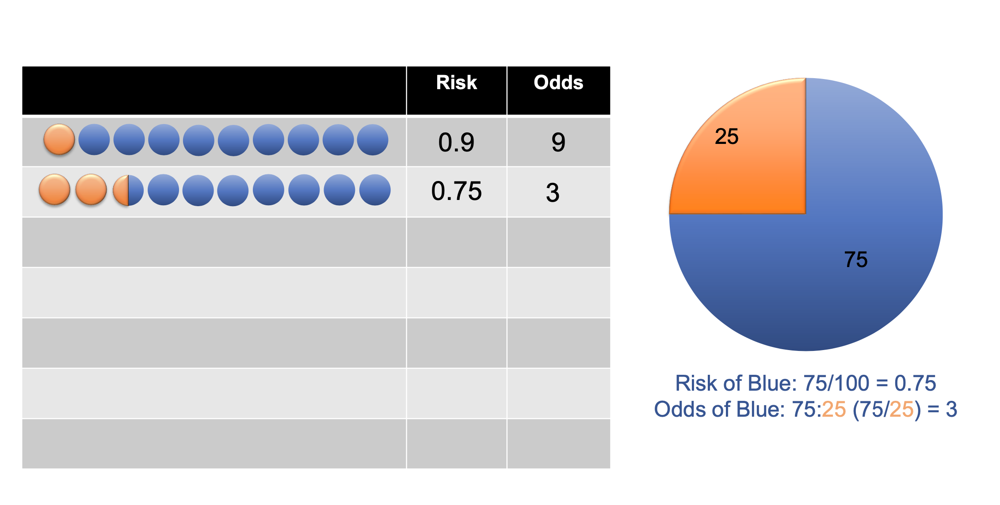 Risk Odds
0.9 9
0.75 3
25
75
Risk of Blue: 75/100 = 0.75
Odds of Blue: 75:25 (75/25) = 3